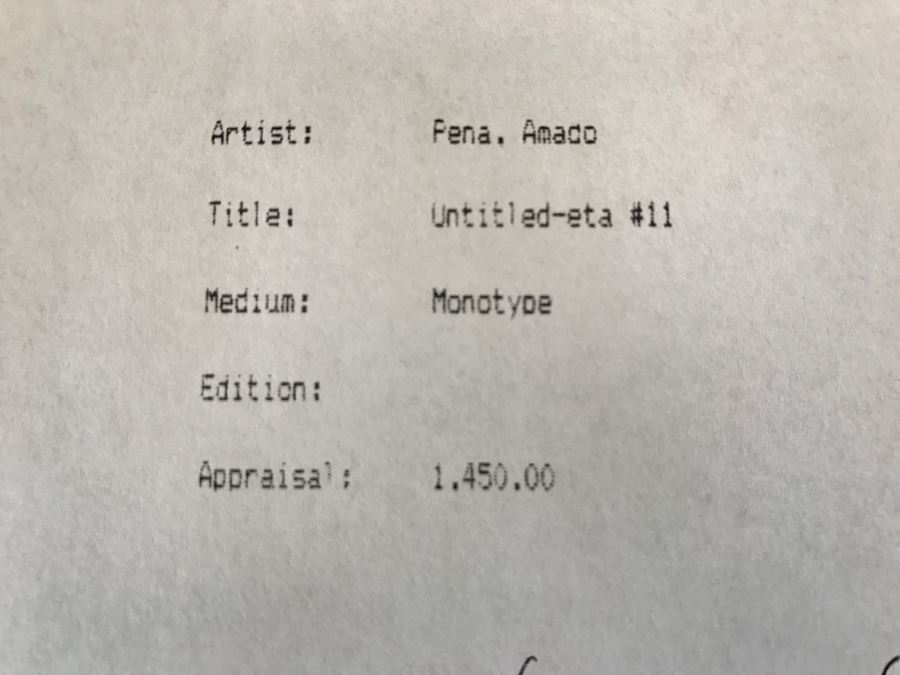 Artist: Pena, Amado
Title: Untitled-eta #11
Medium: Monotype
Edition:
Appraisal: 1,450.00